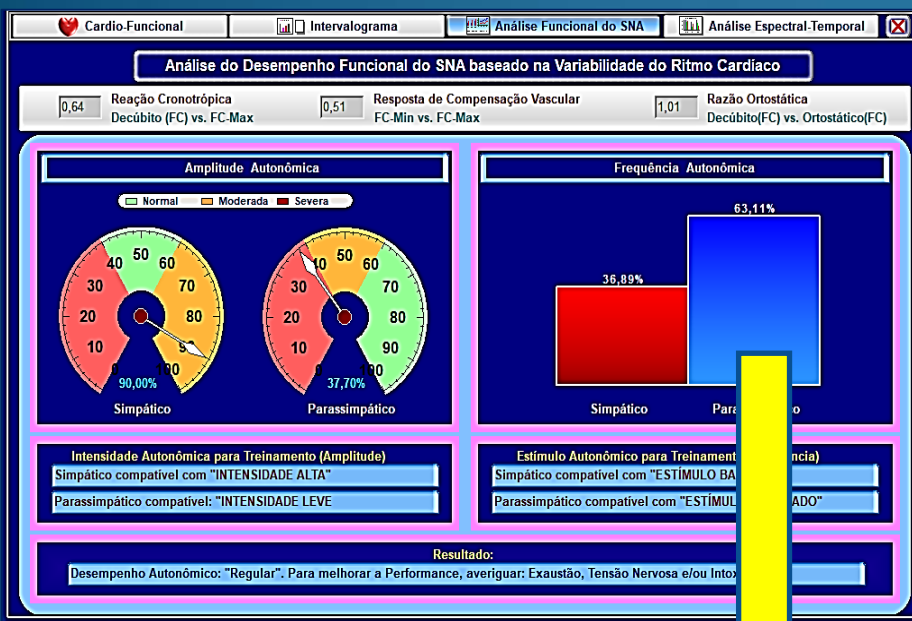 Cardio-Funcional
Intervalograma
Análise Funcional do SNA
Análise Espectral-Temporal
Análise do Desempenho Funcional do SNA baseado na Variabilidade do Ritmo Cardíaco
0,64
Reação Cronotrópica
Decúbito (FC) vs. FC-Max
0,51
Resposta de Compensação Vascular
FC-Min vs. FC-Max
1,01
Razão Ortostática
Decúbito(FC) vs. Ortostático(FC)
Amplitude Autonômica
Normal Moderada Severa
0 10 20 30 40 50 60 70 80 90 100
90,00%
Simpático
0 10 20 30 40 50 60 70 80 90 100
37,70%
Parassimpático
Frequência Autonômica
63,11%
36,89%
Simpático
Intensidade Autonômica para Treinamento (Amplitude)
Simpático compatível com "INTENSIDADE ALTA"
Parassimpático compatível: "INTENSIDADE LEVE
Estímulo Autonômico para
Simpático compatível com
Parassimpático compatível com
Resultado:
Desempenho Autonômico: "Regular". Para melhorar a Performance, averiguar: Exaustão, Tensão Nervosa e/ou